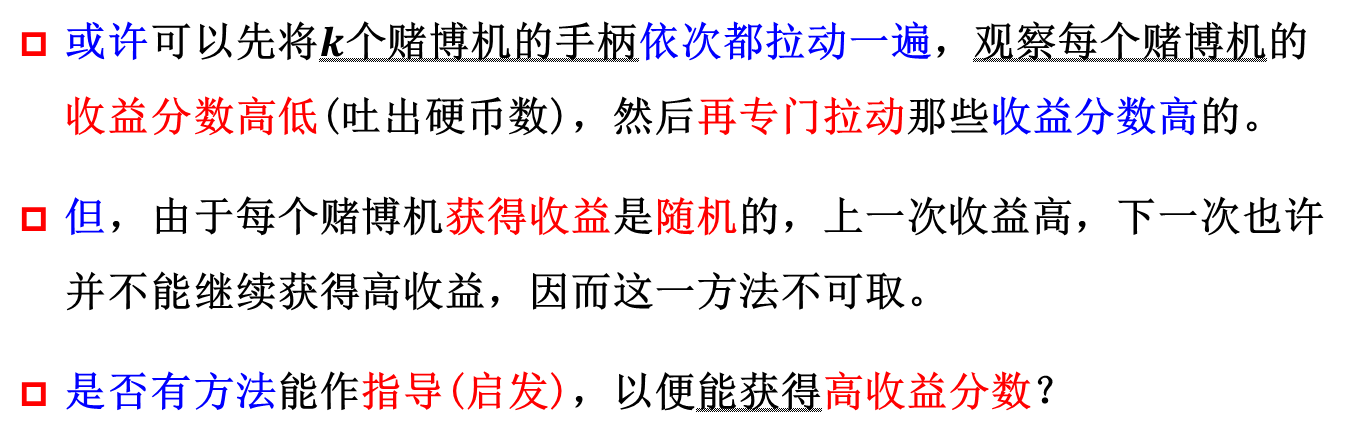 或许可以先将k个赌博机的手柄依次都拉动一遍，观察每个赌博机的
收益分数高低(吐出硬币数)，然后再专门拉动那些收益分数高的。
但，由于每个赌博机获得收益是随机的，上一次收益高，下一次也许
并不能继续获得高收益，因而这一方法不可取。
是否有方法能作指导(启发)，以便能获得高收益分数？